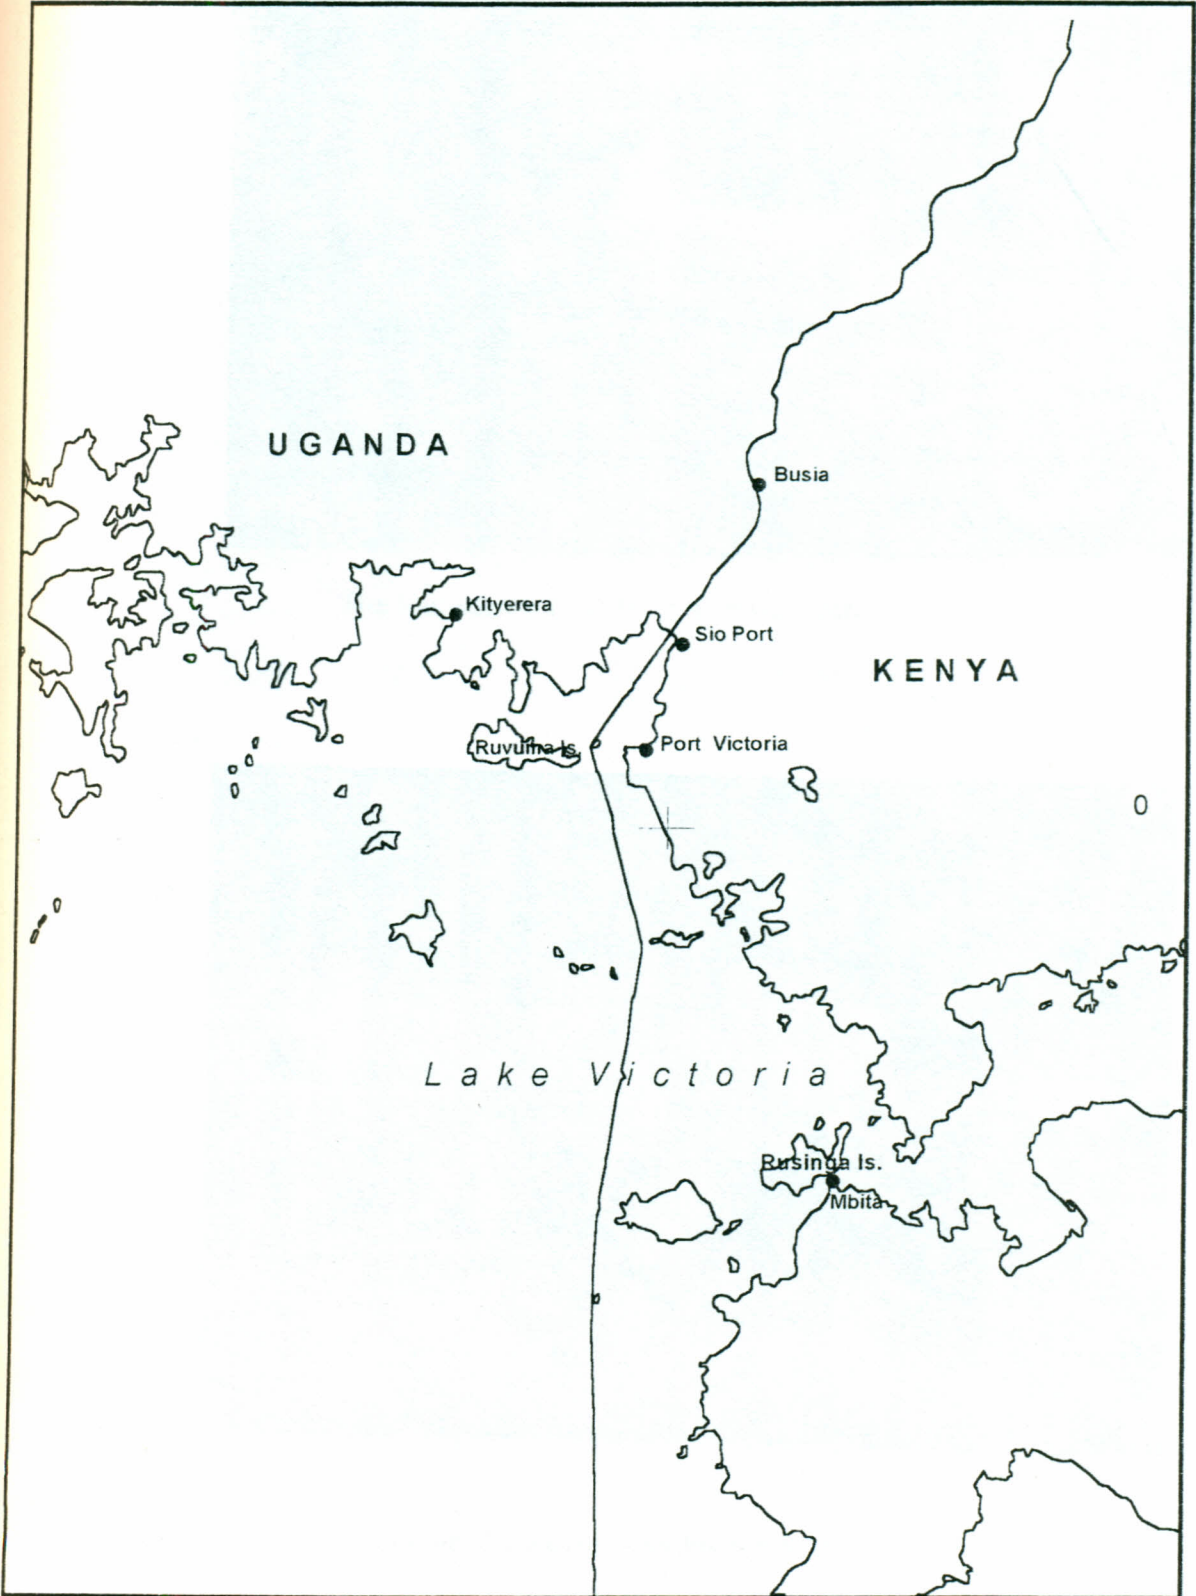 UGANDA
Busia
Kityerera
Sio Port
KENYA
Ruvuma Is.
Port Victoria
0
Lake Victoria
Rusinga Is.
Mbita